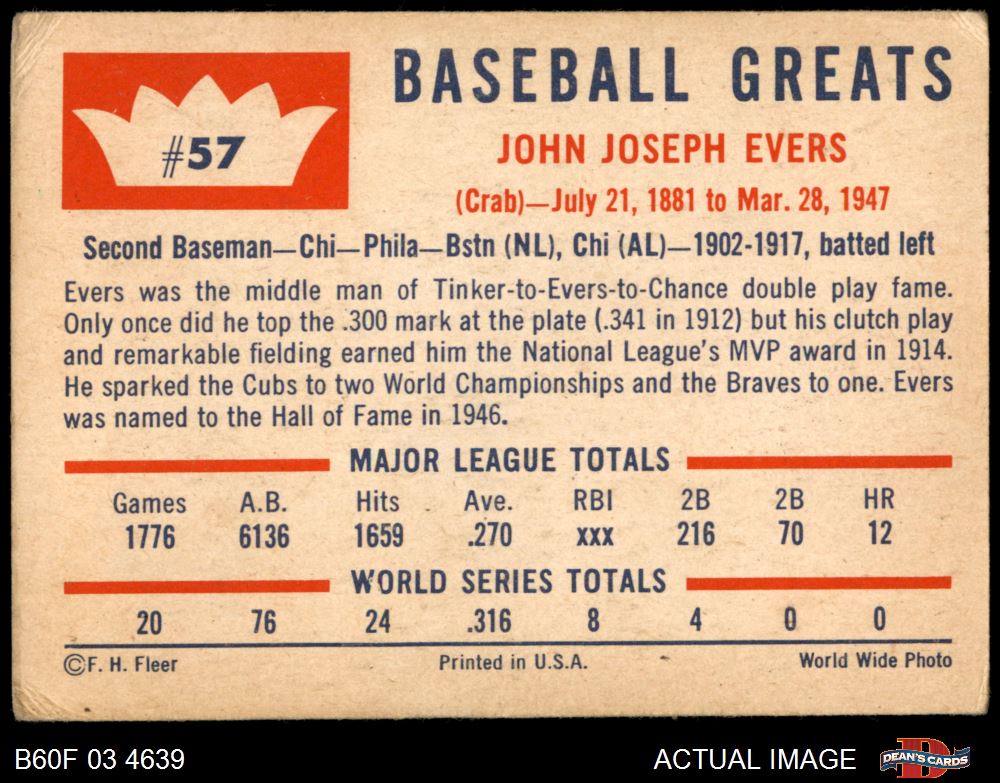 #57
BASEBALL GREATS
JOHN JOSEPH EVERS
(Crab)—July 21, 1881 to Mar. 28, 1947
Second Baseman—Chi—Phila—Bstn (NL), Chi (AL)—1902-1917, batted left
Evers was the middle man of Tinker-to-Evers-to-Chance double play fame.
Only once did he top the .300 mark at the plate (.341 in 1912) but his clutch play
and remarkable fielding earned him the National League's MVP award in 1914.
He sparked the Cubs to two World Championships and the Braves to one. Evers
was named to the Hall of Fame in 1946.
MAJOR LEAGUE TOTALS
Games A.B. Hits Ave. RBI 2B 2B HR
1776 6136 1659 .270 xxx 216 70 12
WORLD SERIES TOTALS
20 76 24 .316 8 4 0 0
©F. H. Fleer Printed in U.S.A. World Wide Photo
B60F 03 4639 ACTUAL IMAGE DEAN'S CARDS